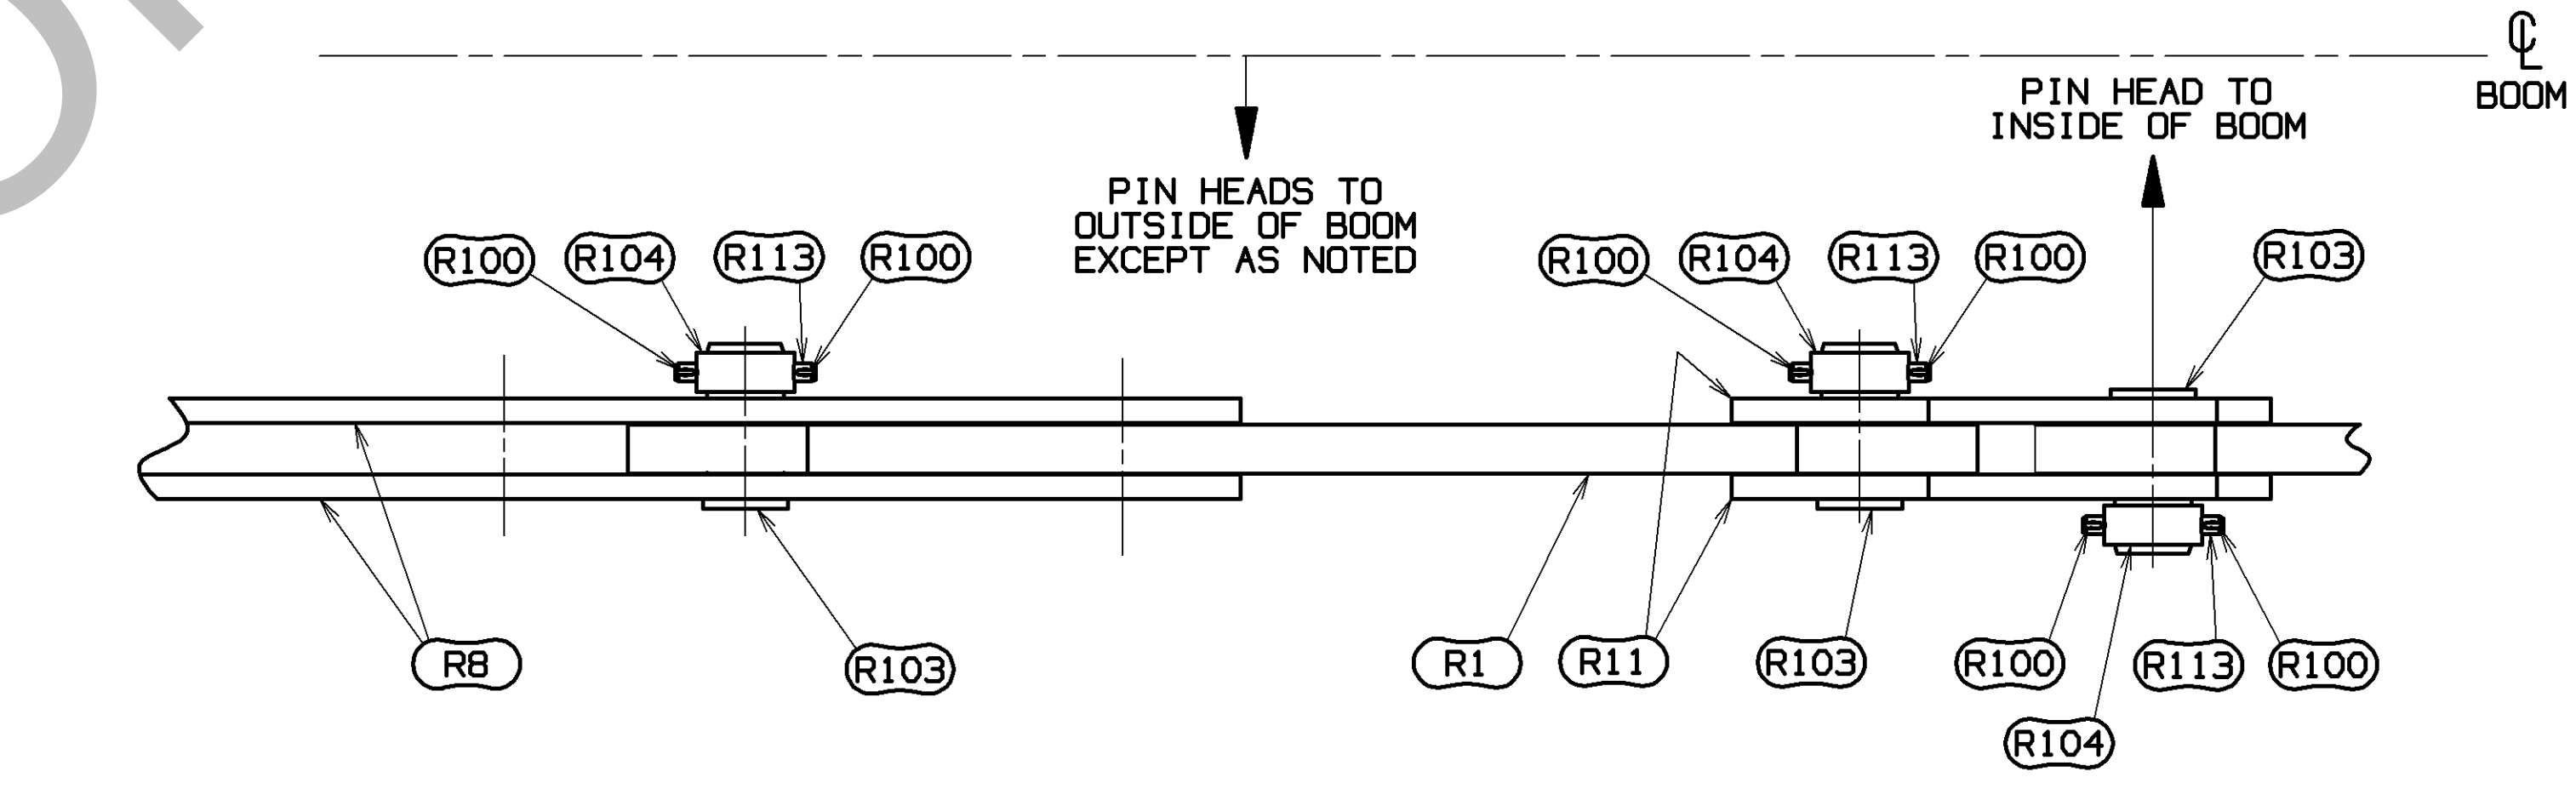 ℄
BOOM
PIN HEAD TO
INSIDE OF BOOM
PIN HEADS TO
OUTSIDE OF BOOM
EXCEPT AS NOTED
R100 R104 R113 R100
R100 R104 R113 R100 R103
R8 R103 R1 R11 R103 R100 R113 R100
R104